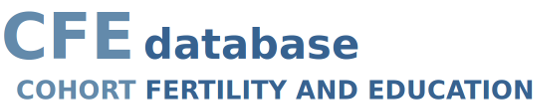 CFE database
COHORT FERTILITY AND EDUCATION